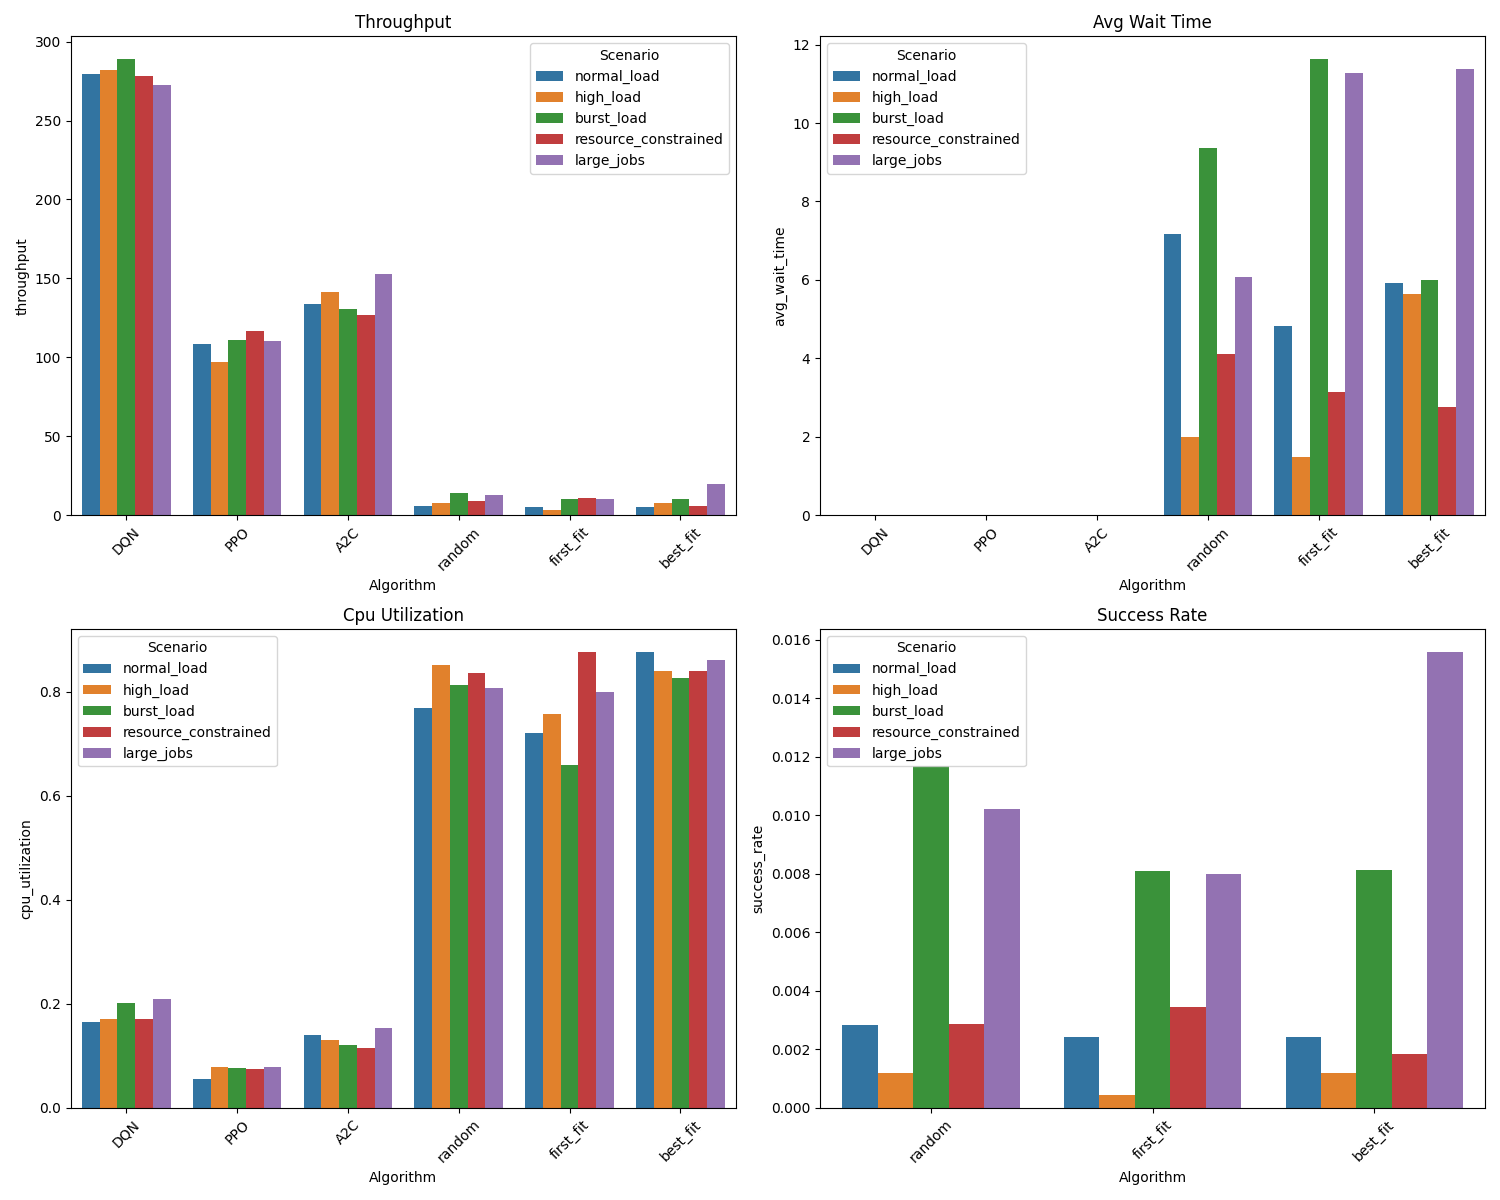 Throughput
throughput
300
250
200
150
100
50
0
Scenario
normal_load
high_load
burst_load
resource_constrained
large_jobs
DQN
PPO
A2C
random
first_fit
best_fit
Algorithm
Avg Wait Time
avg_wait_time
12
10
8
6
4
2
0
Scenario
normal_load
high_load
burst_load
resource_constrained
large_jobs
DQN
PPO
A2C
random
first_fit
best_fit
Algorithm
Cpu Utilization
cpu_utilization
0.8
0.6
0.4
0.2
0.0
Scenario
normal_load
high_load
burst_load
resource_constrained
large_jobs
DQN
PPO
A2C
random
first_fit
best_fit
Algorithm
Success Rate
success_rate
0.016
0.014
0.012
0.010
0.008
0.006
0.004
0.002
0.000
Scenario
normal_load
high_load
burst_load
resource_constrained
large_jobs
random
first_fit
best_fit
Algorithm